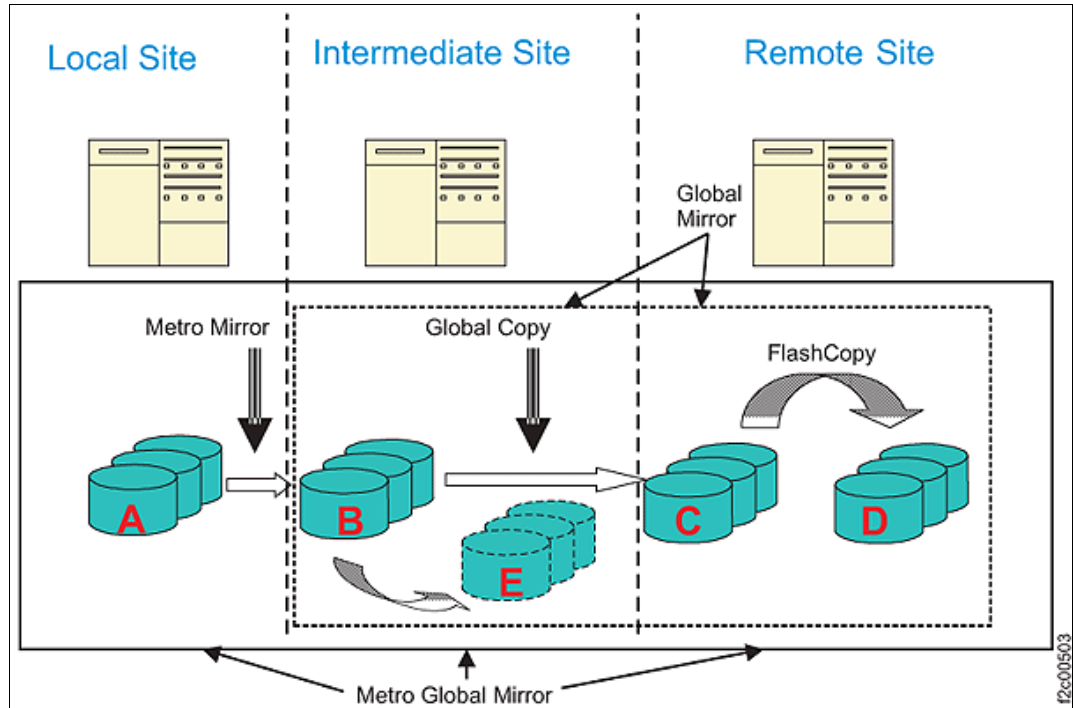 Local Site
Intermediate Site
Remote Site
Global
Mirror
Metro Mirror
Global Copy
FlashCopy
A
B
C
D
E
Metro Global Mirror
f2c00503